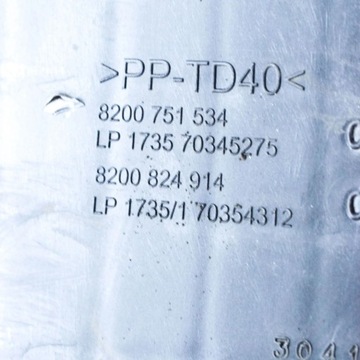 >PP-TD40<
8200 751 534
LP 1735 70345275
8200 824 914
LP 1735/1 70354312